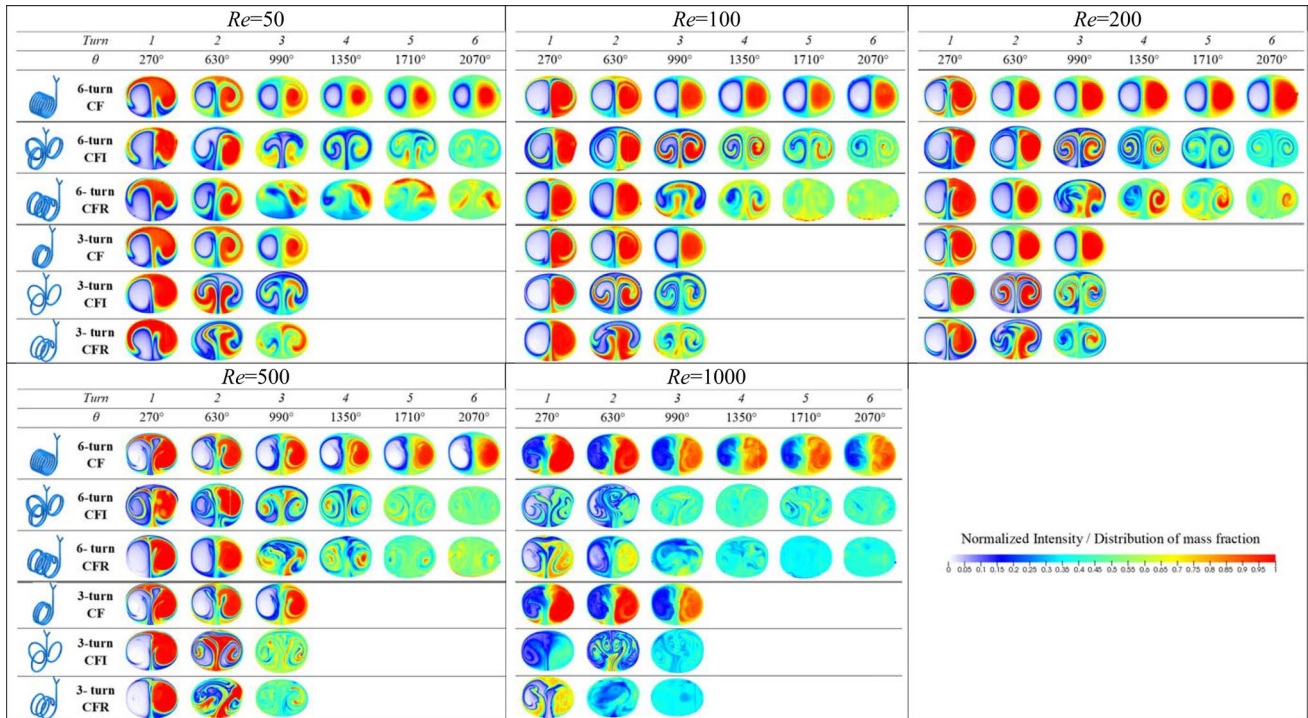 Re=50
Turn 1 2 3 4 5 6
θ 270° 630° 990° 1350° 1710° 2070°
6-turn
CF
6-turn
CFI
6- turn
CFR
3-turn
CF
3-turn
CFI
3- turn
CFR
Re=100
1 2 3 4 5 6
270° 630° 990° 1350° 1710° 2070°
Re=200
1 2 3 4 5 6
270° 630° 990° 1350° 1710° 2070°
Re=500
Turn 1 2 3 4 5 6
θ 270° 630° 990° 1350° 1710° 2070°
6-turn
CF
6-turn
CFI
6- turn
CFR
3-turn
CF
3-turn
CFI
3- turn
CFR
Re=1000
1 2 3 4 5 6
270° 630° 990° 1350° 1710° 2070°
Normalized Intensity / Distribution of mass fraction
0 0.05 0.1 0.15 0.2 0.25 0.3 0.35 0.4 0.45 0.5 0.55 0.6 0.65 0.7 0.75 0.8 0.85 0.9 0.95 1